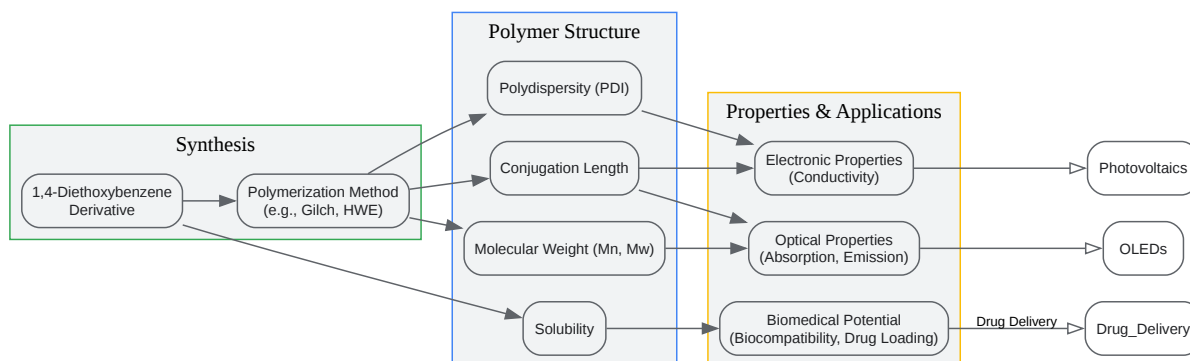 Synthesis
1,4-Diethoxybenzene
Derivative
Polymerization Method
(e.g., Gilch, HWE)
Polymer Structure
Polydispersity (PDI)
Conjugation Length
Molecular Weight (Mn, Mw)
Solubility
Properties & Applications
Electronic Properties
(Conductivity)
Optical Properties
(Absorption, Emission)
Biomedical Potential
(Biocompatibility, Drug Loading)
Drug Delivery
Photovoltaics
OLEDs
Drug_Delivery